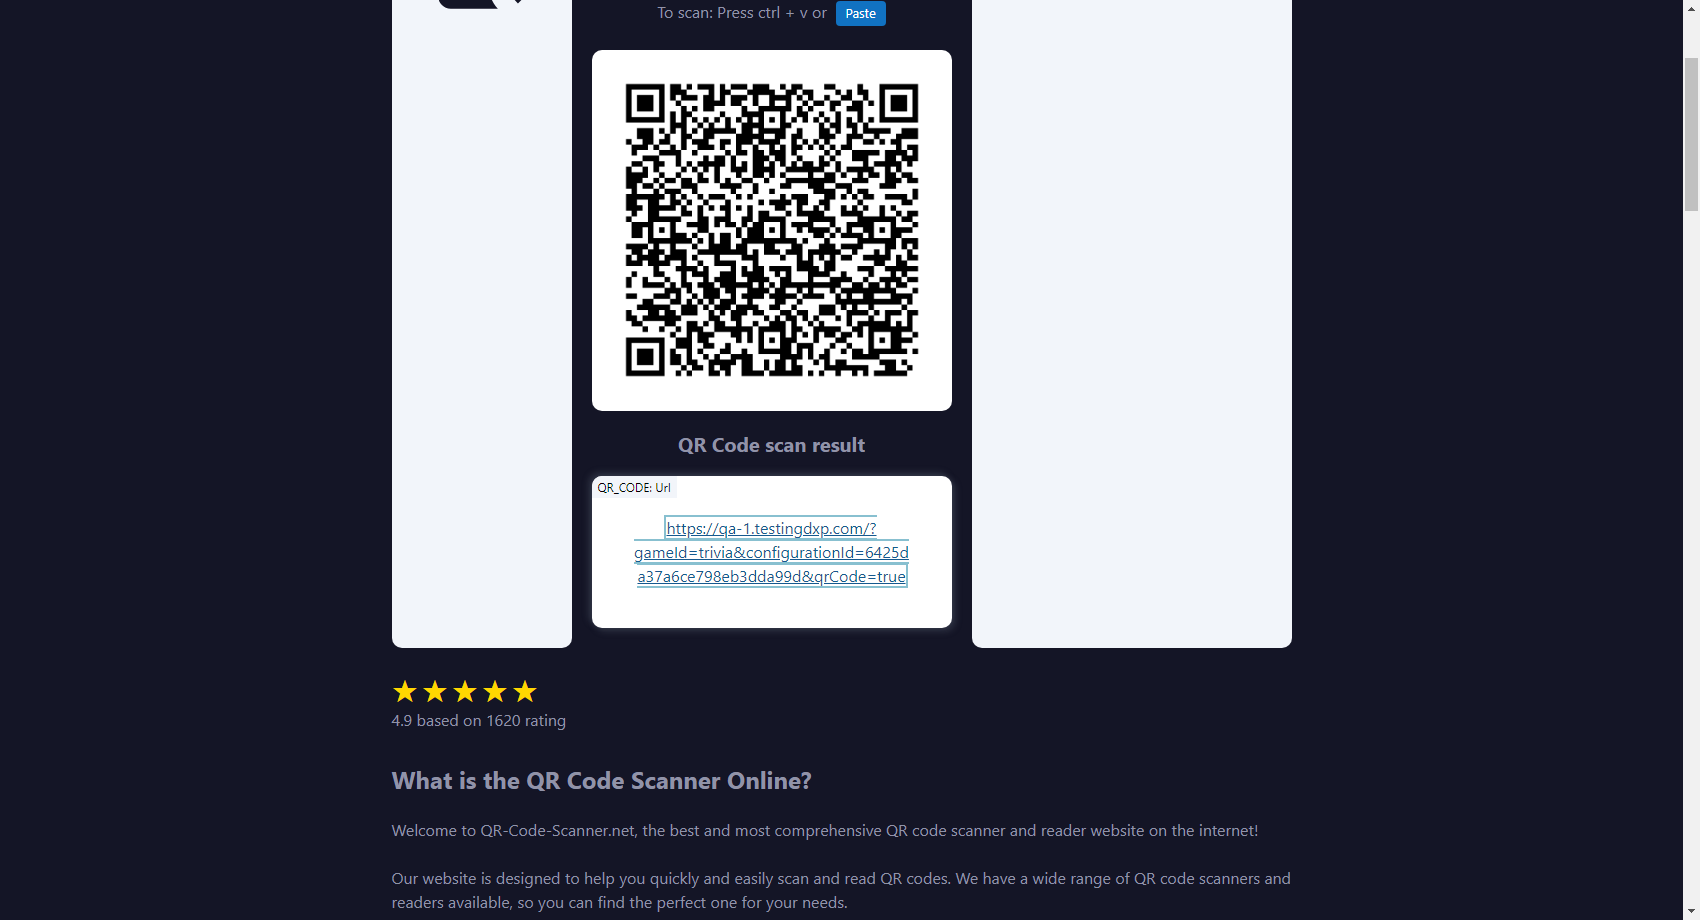 To scan: Press ctrl + v or Paste
QR Code scan result
QR_CODE: Url
https://qa-1.testingdxp.com/?
gameId=trivia&configurationId=6425d
a37a6ce798eb3dda99d&qrCode=true
4.9 based on 1620 rating
What is the QR Code Scanner Online?
Welcome to QR-Code-Scanner.net, the best and most comprehensive QR code scanner and reader website on the internet!
Our website is designed to help you quickly and easily scan and read QR codes. We have a wide range of QR code scanners and
readers available, so you can find the perfect one for your needs.